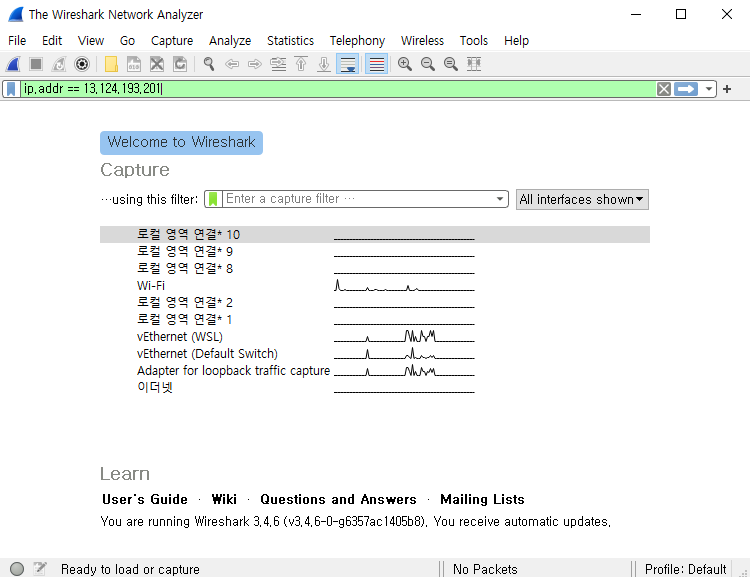 The Wireshark Network Analyzer
File Edit View Go Capture Analyze Statistics Telephony Wireless Tools Help
ip.addr == 13.124.193.201
Welcome to Wireshark
Capture
…using this filter: Enter a capture filter … All interfaces shown
로컬 영역 연결* 10
로컬 영역 연결* 9
로컬 영역 연결* 8
Wi-Fi
로컬 영역 연결* 2
로컬 영역 연결* 1
vEthernet (WSL)
vEthernet (Default Switch)
Adapter for loopback traffic capture
이더넷
Learn
User's Guide · Wiki · Questions and Answers · Mailing Lists
You are running Wireshark 3.4.6 (v3.4.6-0-g6357ac1405b8). You receive automatic updates.
Ready to load or capture No Packets Profile: Default